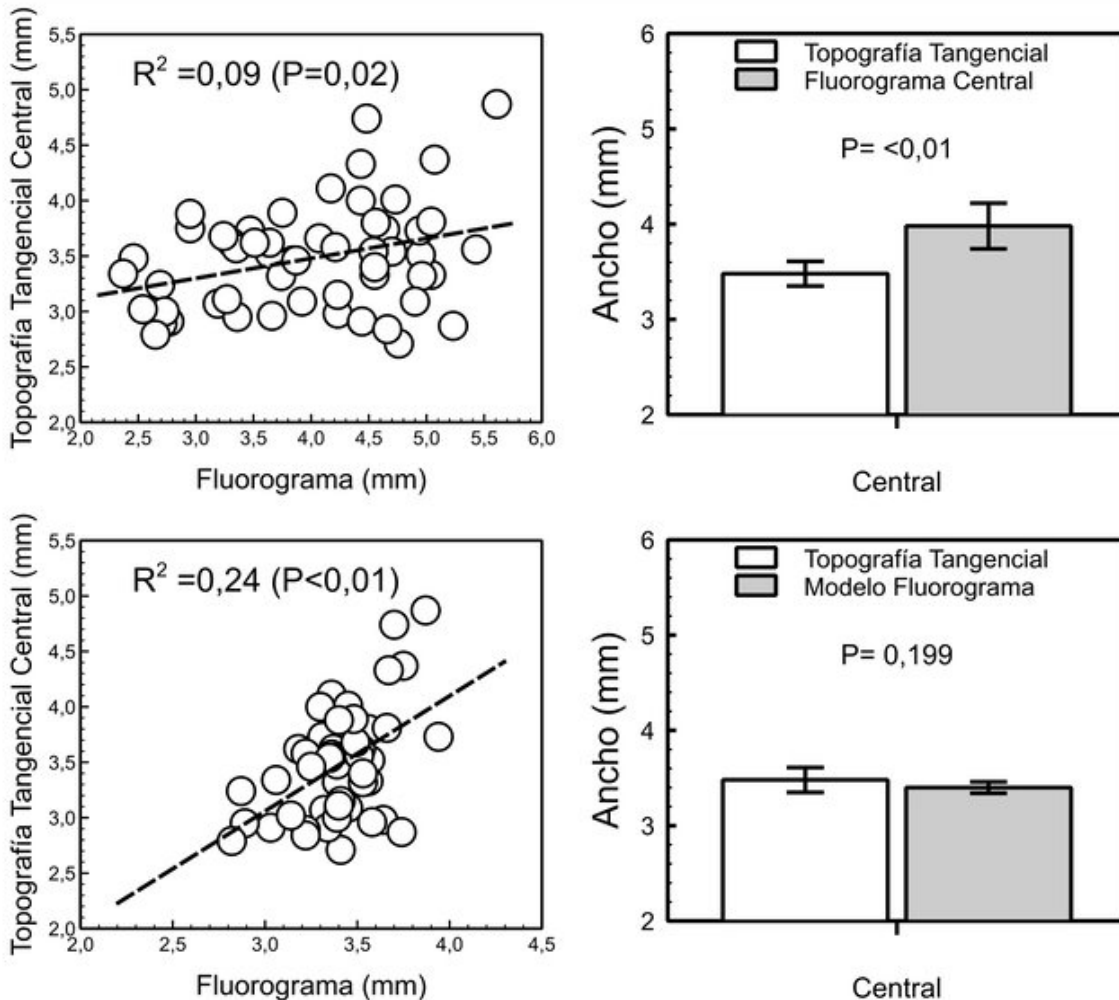 Topografía Tangencial Central (mm)
5,5
5,0
4,5
4,0
3,5
3,0
2,5
2,0
R² =0,09 (P=0,02)
2,0 2,5 3,0 3,5 4,0 4,5 5,0 5,5 6,0
Fluorograma (mm)
Ancho (mm)
6
5
4
3
2
Topografía Tangencial
Fluorograma Central
P= <0,01
Central
Topografía Tangencial Central (mm)
5,5
5,0
4,5
4,0
3,5
3,0
2,5
2,0
R² =0,24 (P<0,01)
2,0 2,5 3,0 3,5 4,0 4,5
Fluorograma (mm)
Ancho (mm)
6
5
4
3
2
Topografía Tangencial
Modelo Fluorograma
P= 0,199
Central